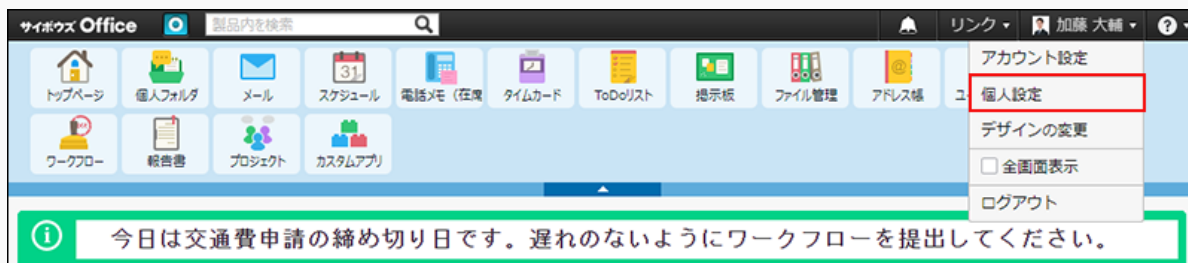 サイボウズ Office
製品内を検索
リンク
加藤 大輔
?
アカウント設定
個人設定
デザインの変更
全画面表示
ログアウト
トップページ
個人フォルダ
メール
31
スケジュール
電話メモ（在席
タイムカード
ToDoリスト
掲示板
ファイル管理
@
アドレス帳
ワークフロー
報告書
プロジェクト
カスタムアプリ
今日は交通費申請の締め切り日です。遅れのないようにワークフローを提出してください。